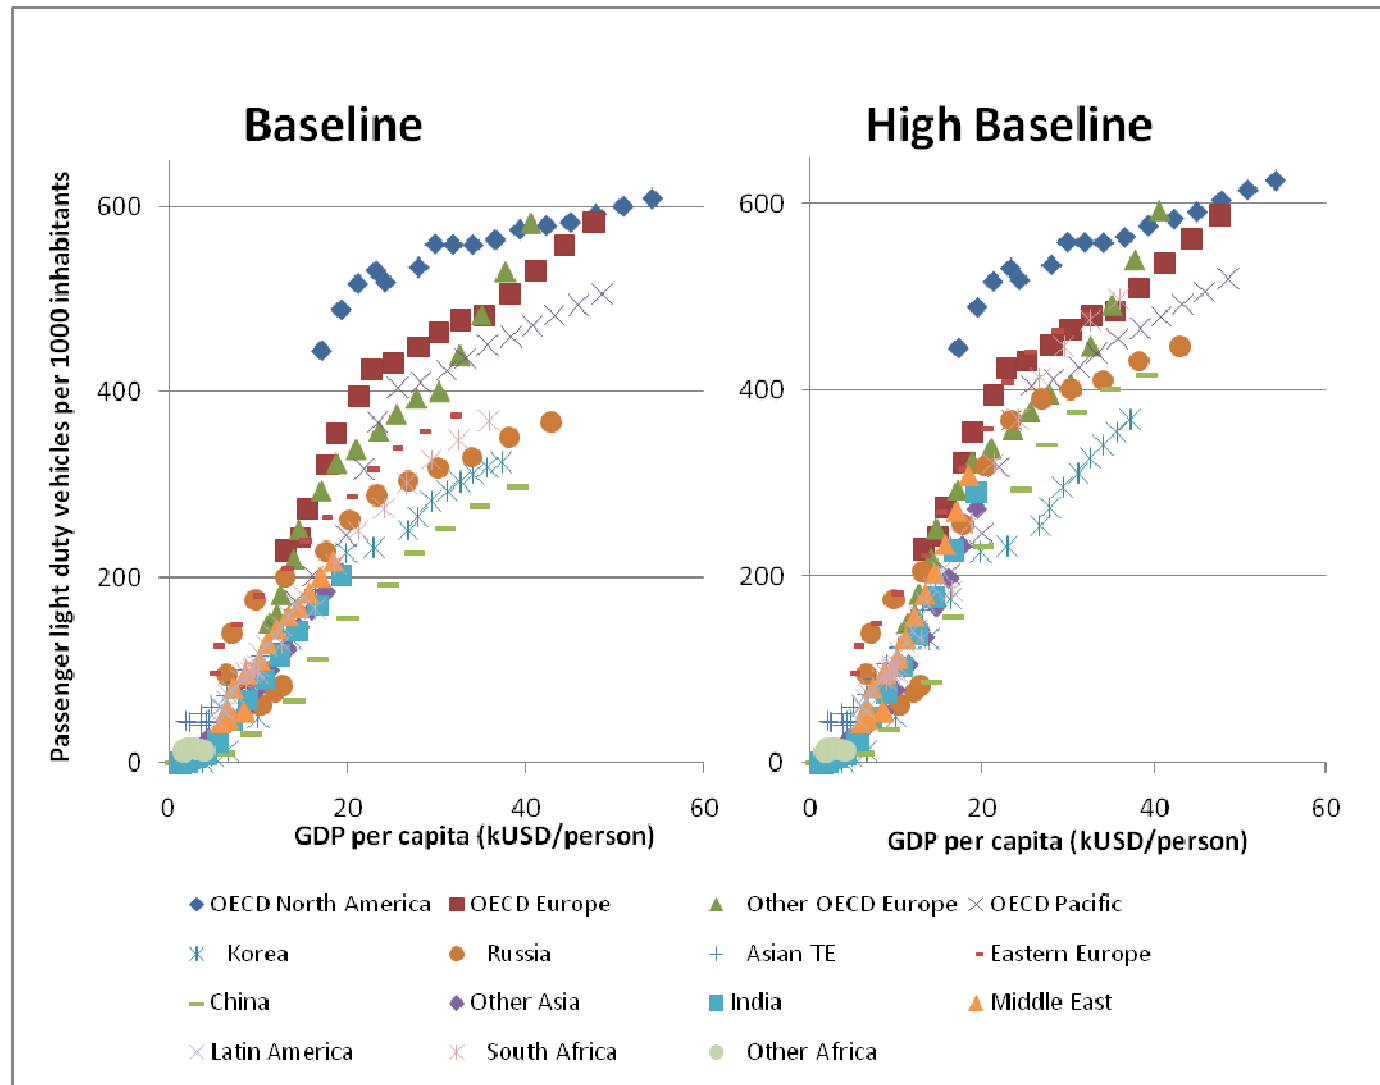 Baseline
High Baseline
Passenger light duty vehicles per 1000 inhabitants
600
400
200
0
0 20 40 60
GDP per capita (kUSD/person)
600
400
200
0
0 20 40 60
GDP per capita (kUSD/person)
OECD North America OECD Europe Other OECD Europe OECD Pacific
Korea Russia Asian TE Eastern Europe
China Other Asia India Middle East
Latin America South Africa Other Africa